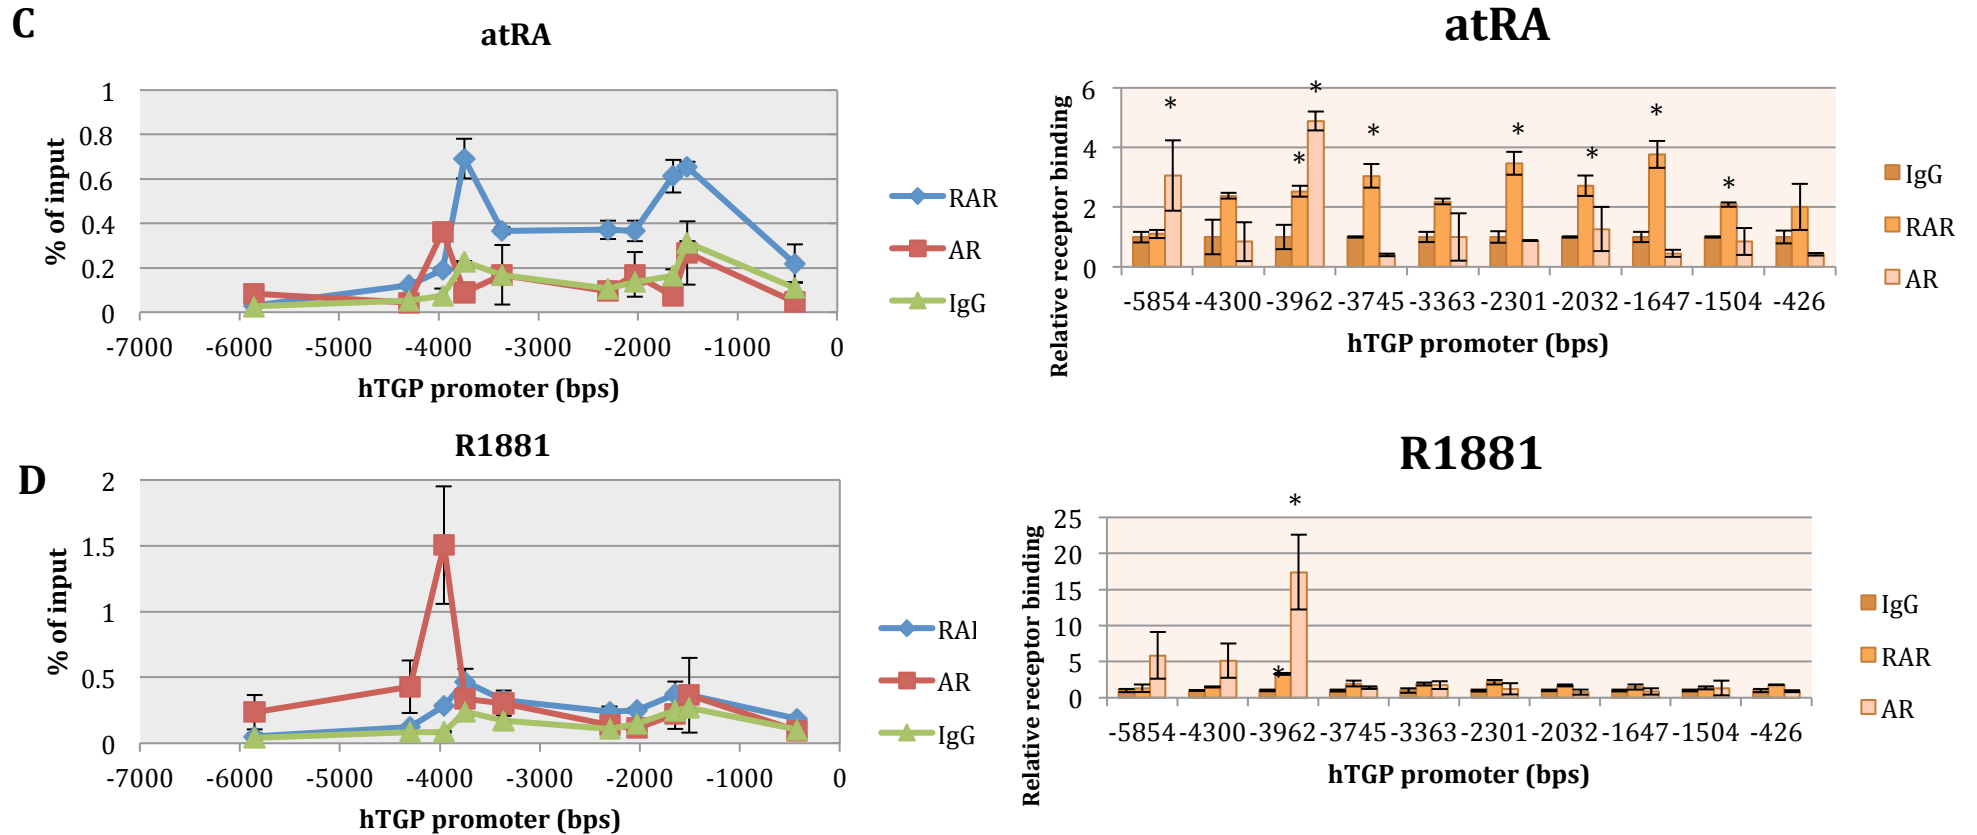 C
atRA
1
0.8
0.6
0.4
0.2
0
% of input
-7000 -6000 -5000 -4000 -3000 -2000 -1000 0
hTGP promoter (bps)
RAR
AR
IgG
atRA
6
4
2
0
Relative receptor binding
* * * * * * * *
-5854 -4300 -3962 -3745 -3363 -2301 -2032 -1647 -1504 -426
hTGP promoter (bps)
IgG
RAR
AR
D
R1881
2
1.5
1
0.5
0
% of input
-7000 -6000 -5000 -4000 -3000 -2000 -1000 0
hTGP promoter (bps)
RAI
AR
IgG
R1881
25
20
15
10
5
0
Relative receptor binding
* *
-5854 -4300 -3962 -3745 -3363 -2301 -2032 -1647 -1504 -426
hTGP promoter (bps)
IgG
RAR
AR